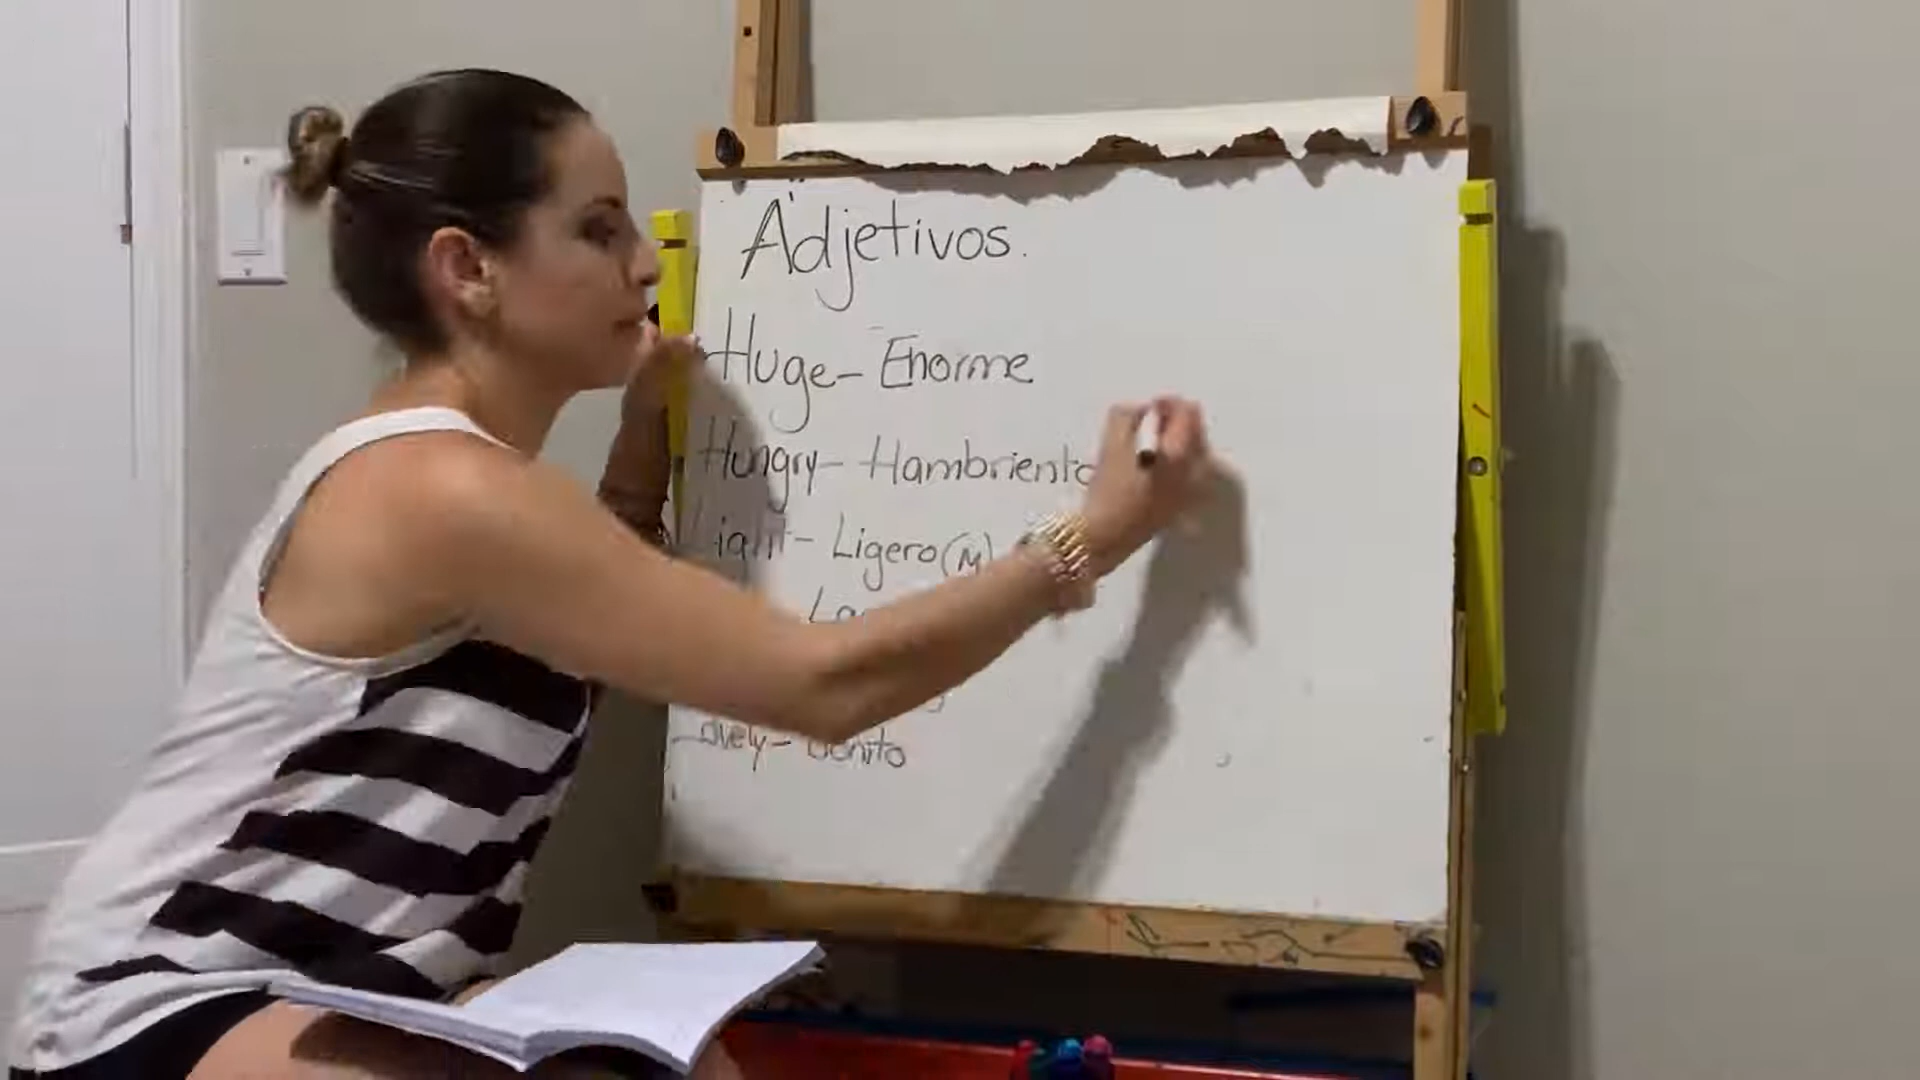 Adjetivos.
Huge- Enorme
Hungry- Hambriento
Light- Ligero (M)
Lovely- Bonito